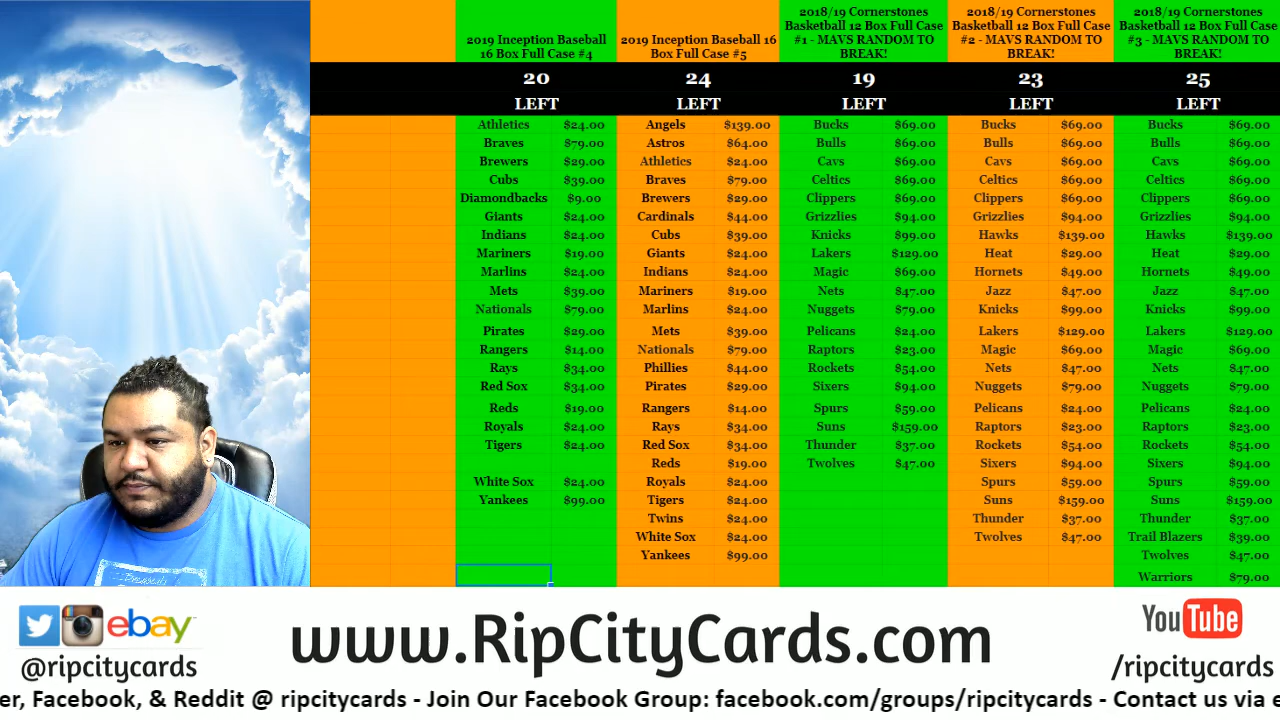 2019 Inception Baseball
16 Box Full Case #4
2019 Inception Baseball 16
Box Full Case #5
2018/19 Cornerstones
Basketball 12 Box Full Case
#1 - MAVS RANDOM TO
BREAK!
2018/19 Cornerstones
Basketball 12 Box Full Case
#2 - MAVS RANDOM TO
BREAK!
2018/19 Cornerstones
Basketball 12 Box Full Case
#3 - MAVS RANDOM TO
BREAK!
20 24 19 23 25
LEFT LEFT LEFT LEFT LEFT
Athletics $24.00 Angels $139.00 Bucks $69.00 Bucks $69.00 Bucks $69.00
Braves $79.00 Astros $64.00 Bulls $69.00 Bulls $69.00 Bulls $69.00
Brewers $29.00 Athletics $24.00 Cavs $69.00 Cavs $69.00 Cavs $69.00
Cubs $39.00 Braves $79.00 Celtics $69.00 Celtics $69.00 Celtics $69.00
Diamondbacks $9.00 Brewers $29.00 Clippers $69.00 Clippers $69.00 Clippers $69.00
Giants $24.00 Cardinals $44.00 Grizzlies $94.00 Grizzlies $94.00 Grizzlies $94.00
Indians $24.00 Cubs $39.00 Knicks $99.00 Hawks $139.00 Hawks $139.00
Mariners $19.00 Giants $24.00 Lakers $129.00 Heat $29.00 Heat $29.00
Marlins $24.00 Indians $24.00 Magic $69.00 Hornets $49.00 Hornets $49.00
Mets $39.00 Mariners $19.00 Nets $47.00 Jazz $47.00 Jazz $47.00
Nationals $79.00 Marlins $24.00 Nuggets $79.00 Knicks $99.00 Knicks $99.00
Pirates $29.00 Mets $39.00 Pelicans $24.00 Lakers $129.00 Lakers $129.00
Rangers $14.00 Nationals $79.00 Raptors $23.00 Magic $69.00 Magic $69.00
Rays $34.00 Phillies $44.00 Rockets $54.00 Nets $47.00 Nets $47.00
Red Sox $34.00 Pirates $29.00 Sixers $94.00 Nuggets $79.00 Nuggets $79.00
Reds $19.00 Rangers $14.00 Spurs $59.00 Pelicans $24.00 Pelicans $24.00
Royals $24.00 Rays $34.00 Suns $159.00 Raptors $23.00 Raptors $23.00
Tigers $24.00 Red Sox $34.00 Thunder $37.00 Rockets $54.00 Rockets $54.00
Reds $19.00 Twolves $47.00 Sixers $94.00 Sixers $94.00
White Sox $24.00 Royals $24.00 Spurs $59.00 Spurs $59.00
Yankees $99.00 Tigers $24.00 Suns $159.00 Suns $159.00
Twins $24.00 Thunder $37.00 Thunder $37.00
White Sox $24.00 Twolves $47.00 Trail Blazers $39.00
Yankees $99.00 Twolves $47.00
Warriors $79.00
ebay
@ripcitycards
www.RipCityCards.com
YouTube
/ripcitycards
er, Facebook, & Reddit @ ripcitycards - Join Our Facebook Group: facebook.com/groups/ripcitycards - Contact us via e